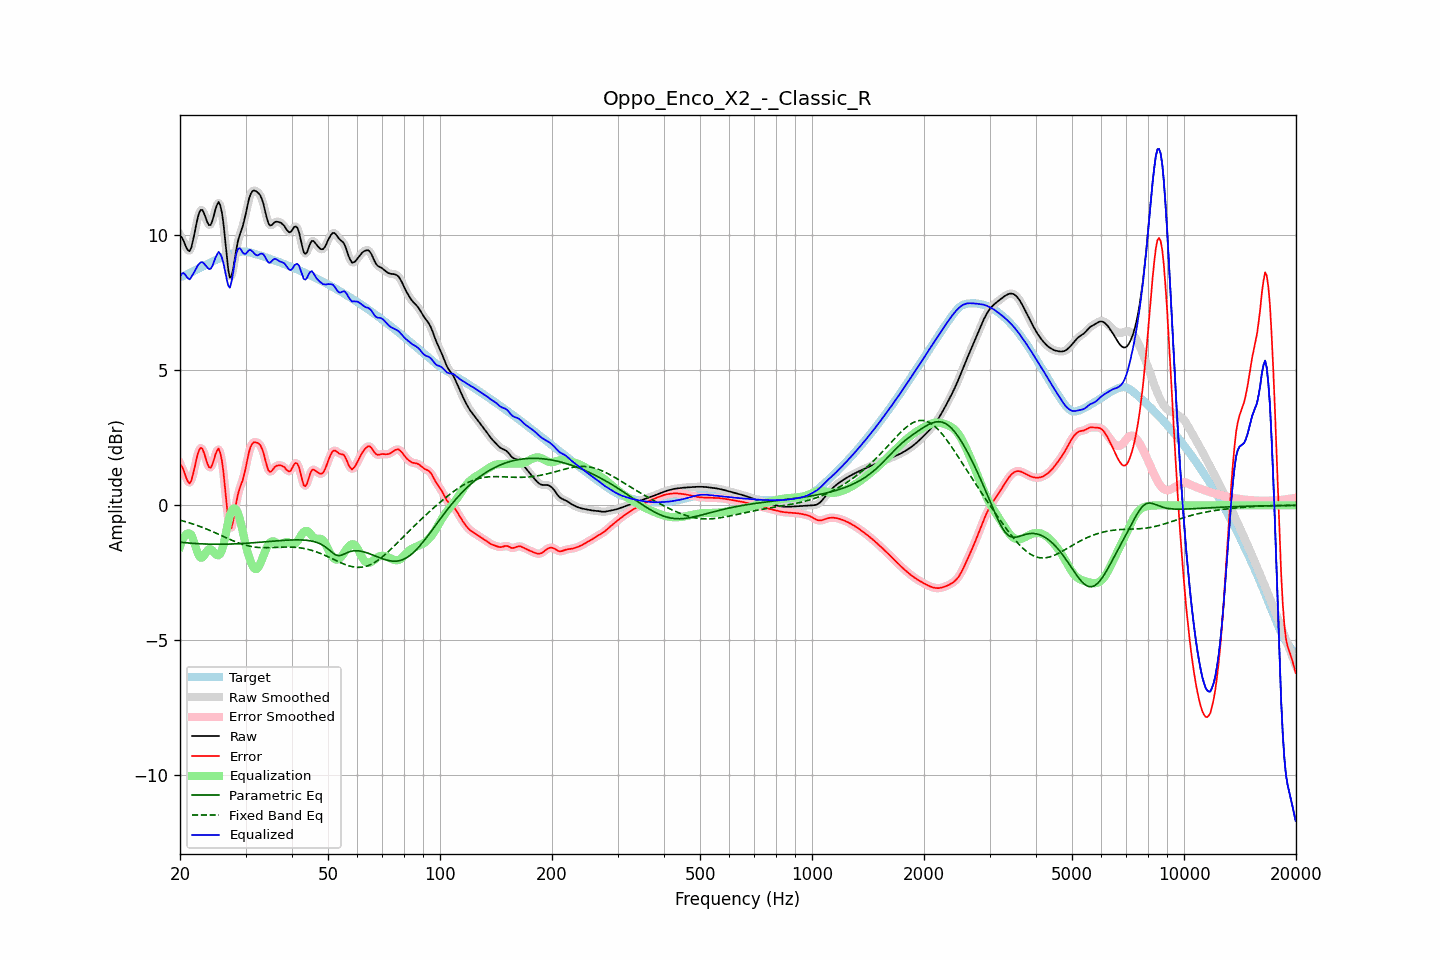 Oppo_Enco_X2_-_Classic_R
Amplitude (dBr)
10
5
0
−5
−10
Target
Raw Smoothed
Error Smoothed
Raw
Error
Equalization
Parametric Eq
Fixed Band Eq
Equalized
20 50 100 200 500 1000 2000 5000 10000 20000
Frequency (Hz)